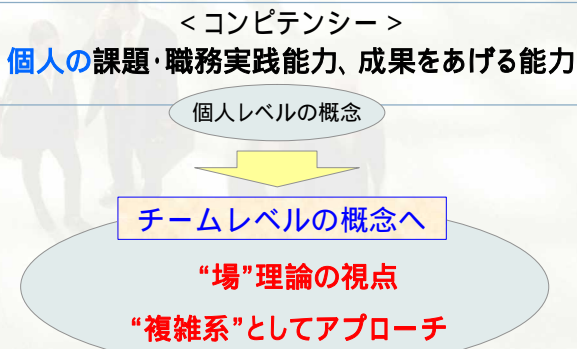 <コンピテンシー>
個人の課題･職務実践能力、成果をあげる能力
個人レベルの概念
チームレベルの概念へ
“場”理論の視点
“複雑系”としてアプローチ